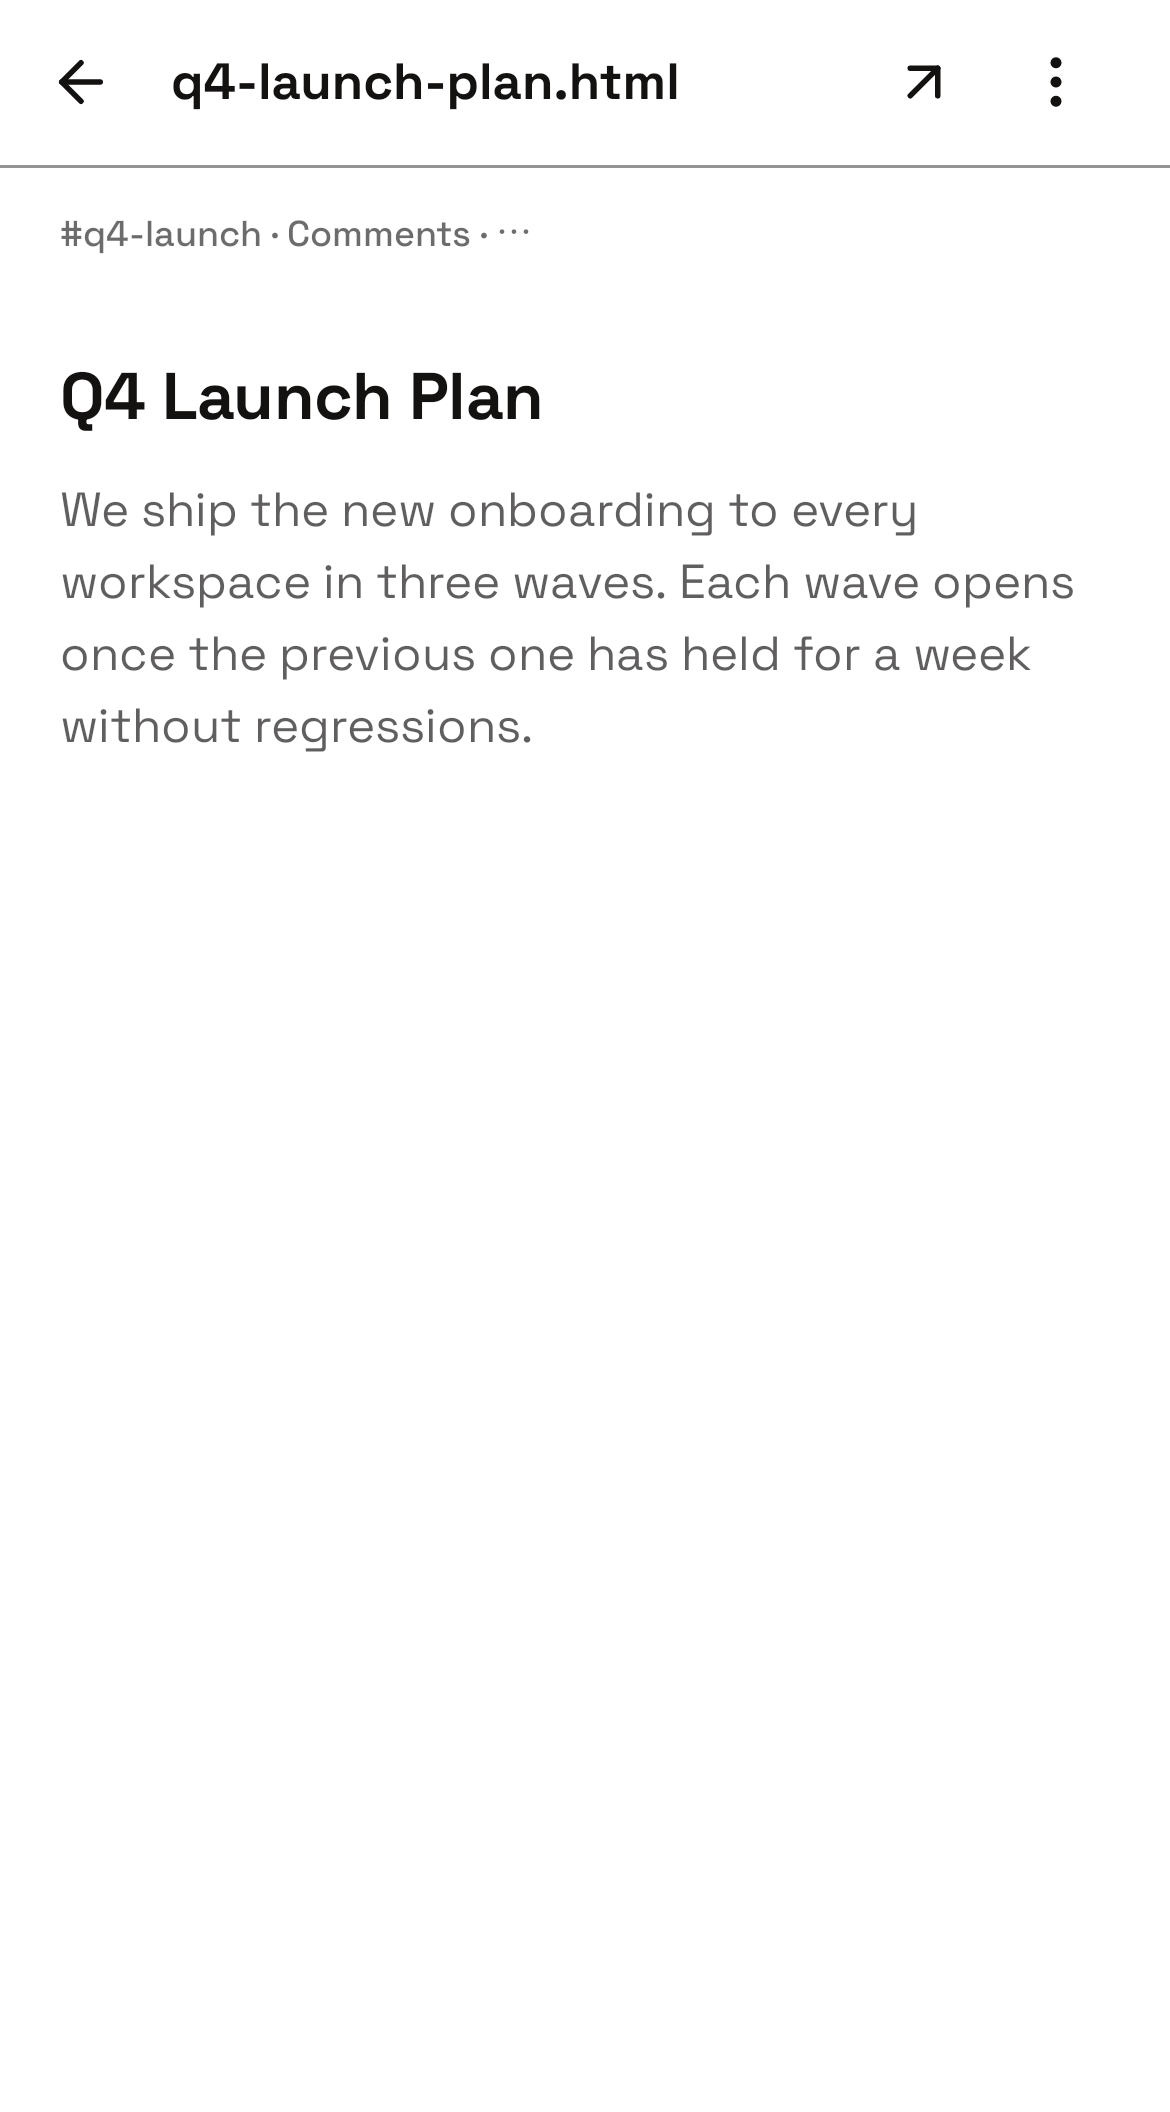 q4-launch-plan.html
#q4-launch · Comments · ···
Q4 Launch Plan
We ship the new onboarding to every
workspace in three waves. Each wave opens
once the previous one has held for a week
without regressions.